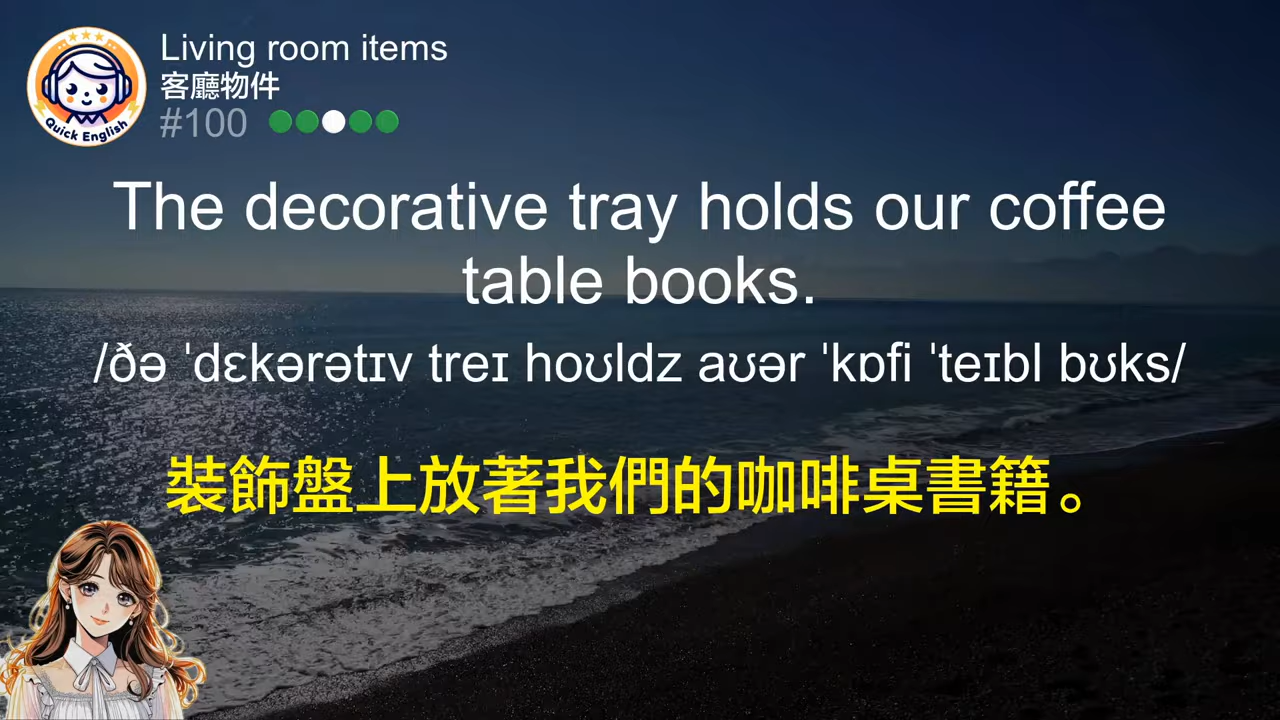 Living room items
客廳物件
#100
Quick English
The decorative tray holds our coffee
table books.
/ðə ˈdɛkərətɪv treɪ hoʊldz aʊər ˈkɒfi ˈteɪbl bʊks/
裝飾盤上放著我們的咖啡桌書籍。